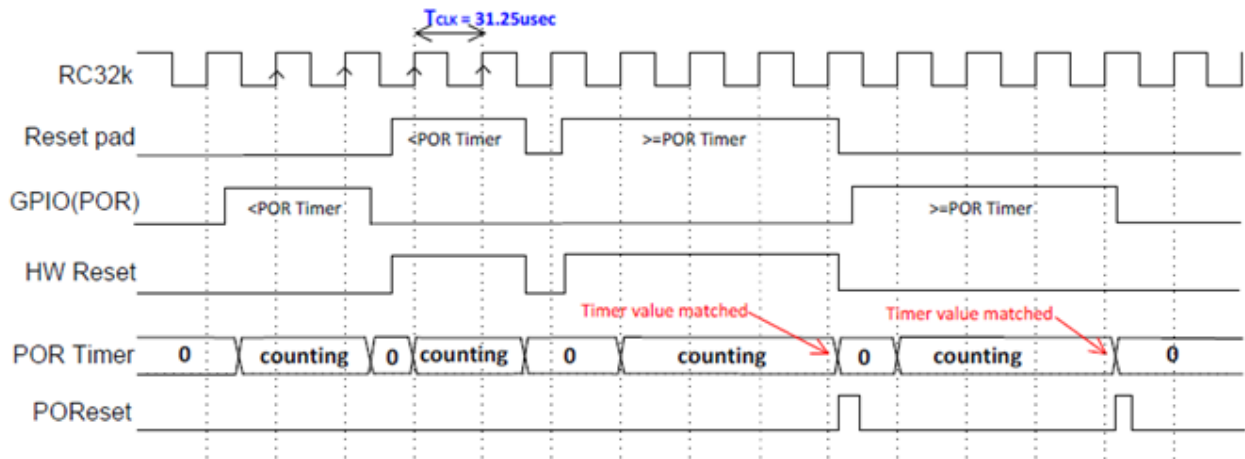 TCLK = 31.25usec
RC32k
Reset pad
<POR Timer
>=POR Timer
GPIO(POR)
<POR Timer
>=POR Timer
HW Reset
Timer value matched
Timer value matched
POR Timer
0
counting
0
counting
0
counting
0
counting
0
POReset